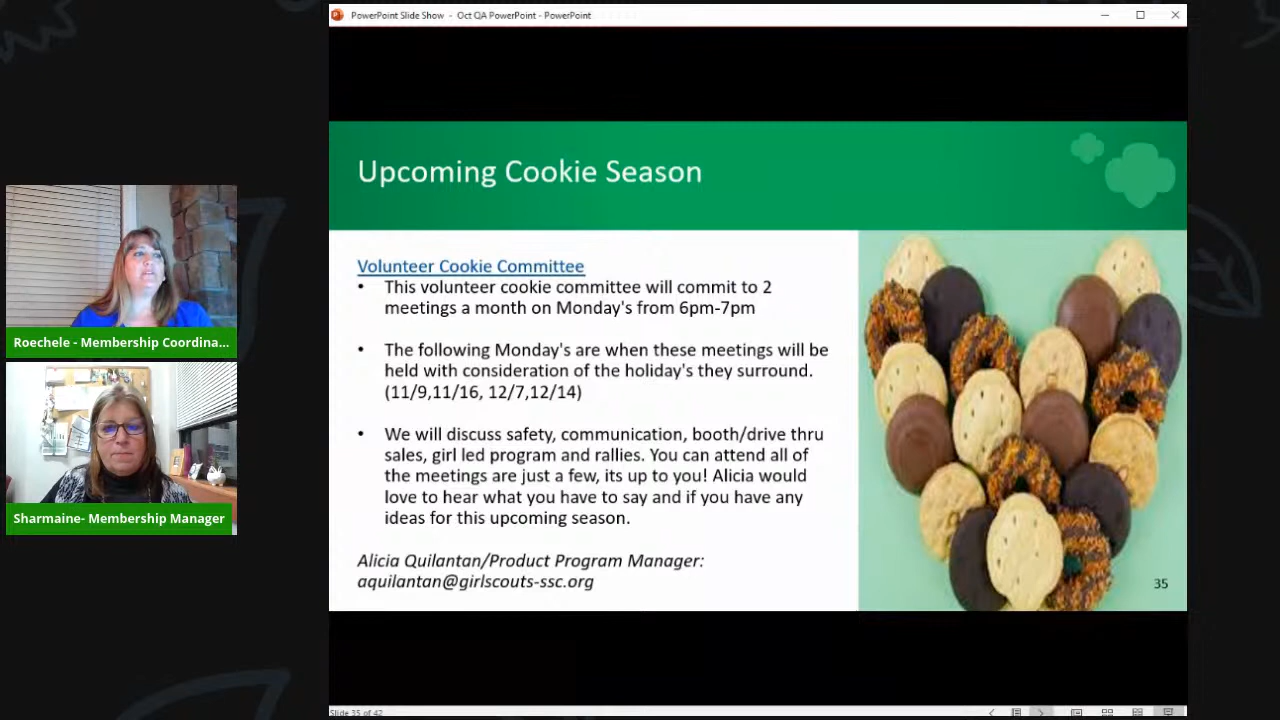 PowerPoint Slide Show - Oct QA PowerPoint - PowerPoint
Upcoming Cookie Season
Volunteer Cookie Committee
• This volunteer cookie committee will commit to 2
meetings a month on Monday's from 6pm-7pm
• The following Monday's are when these meetings will be
held with consideration of the holiday's they surround.
(11/9,11/16, 12/7,12/14)
• We will discuss safety, communication, booth/drive thru
sales, girl led program and rallies. You can attend all of
the meetings are just a few, its up to you! Alicia would
love to hear what you have to say and if you have any
ideas for this upcoming season.
Alicia Quilantan/Product Program Manager:
aquilantan@girlscouts-ssc.org
35
Roechele - Membership Coordina...
Sharmaine- Membership Manager
Slide 35 of 42